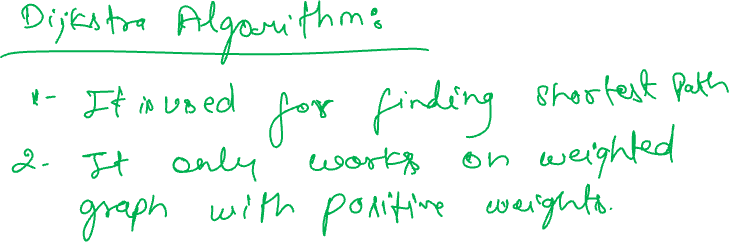 Dijkstra Algorithm:
1- It is used for finding shortest Path
2- It only works on weighted
graph with positive weights.